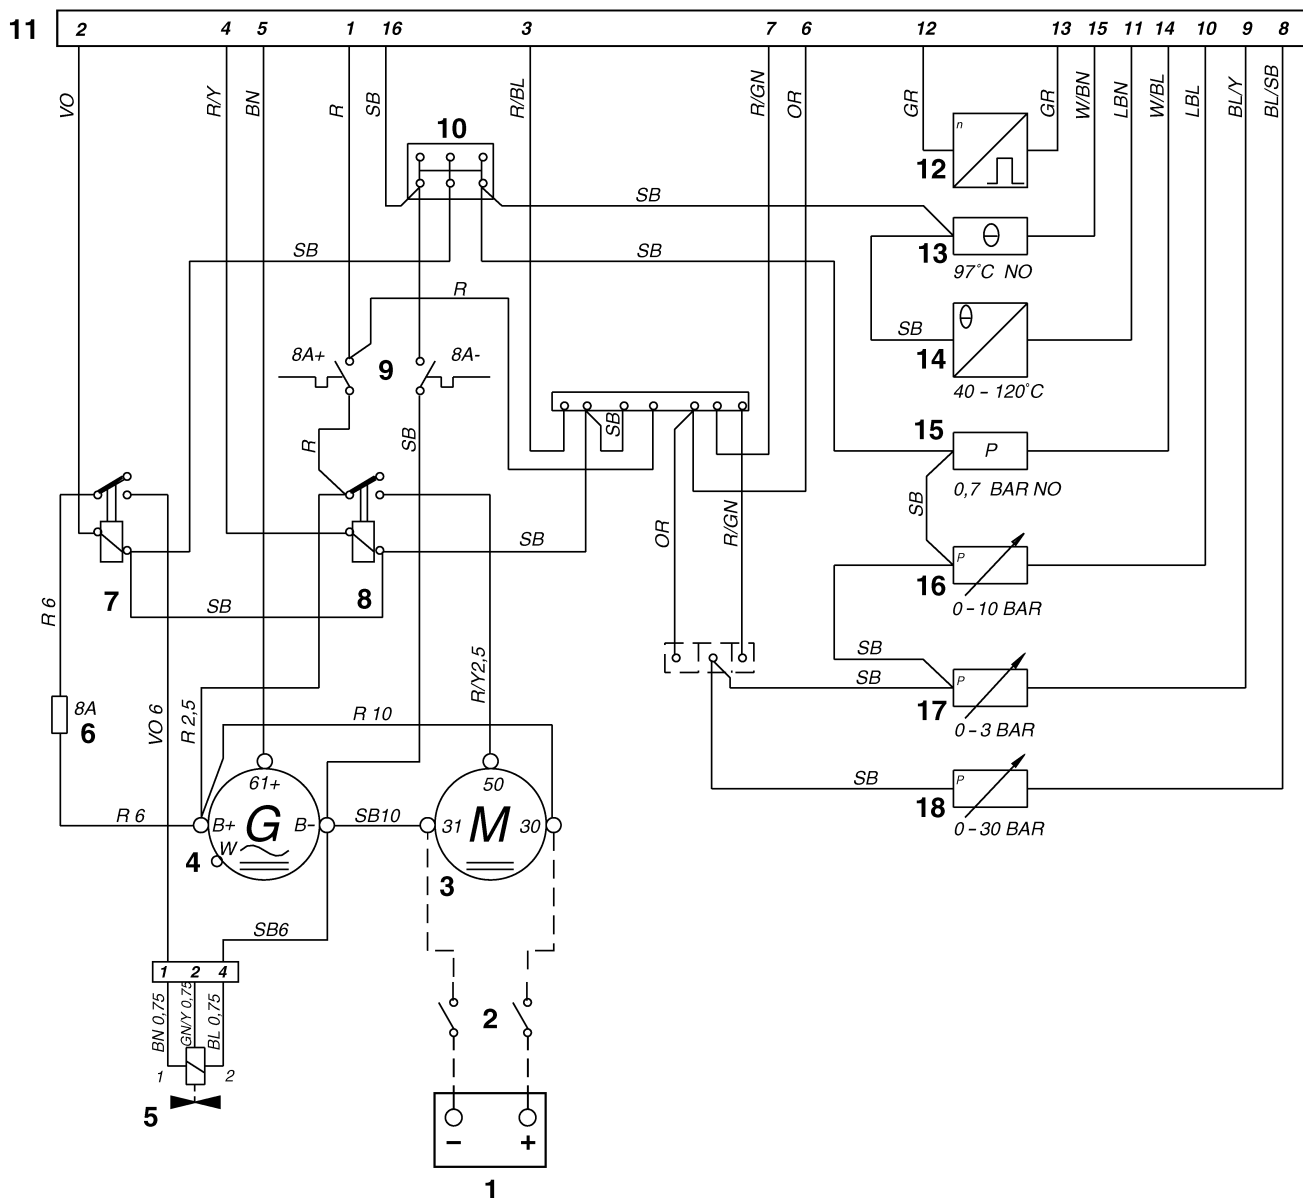 11 2 4 5 1 16 3 7 6 12 13 15 11 14 10 9 8
VO R/Y BN R SB R/BL R/GN OR GR GR W/BN LBN W/BL LBL BL/Y BL/SB
10
n
12
SB
13
97°C NO
SB SB
R
SB
14
40 – 120°C
8A+ 9 8A-
R SB SB
15 P
0,7 BAR NO
SB
OR R/GN
SB
P
16
0 – 10 BAR
7 8
SB
R 6
SB
SB
P
17
0 – 3 BAR
8A
6
VO 6 R 2,5 R 10 R/Y2,5
SB
P
18
0 – 30 BAR
61+ 50
R 6 B+ G B- SB10 31 M 30
W
4 3
SB6
1 2 4
BN 0,75 GN/Y 0,75 BL 0,75
1 2
5
2
– +
1